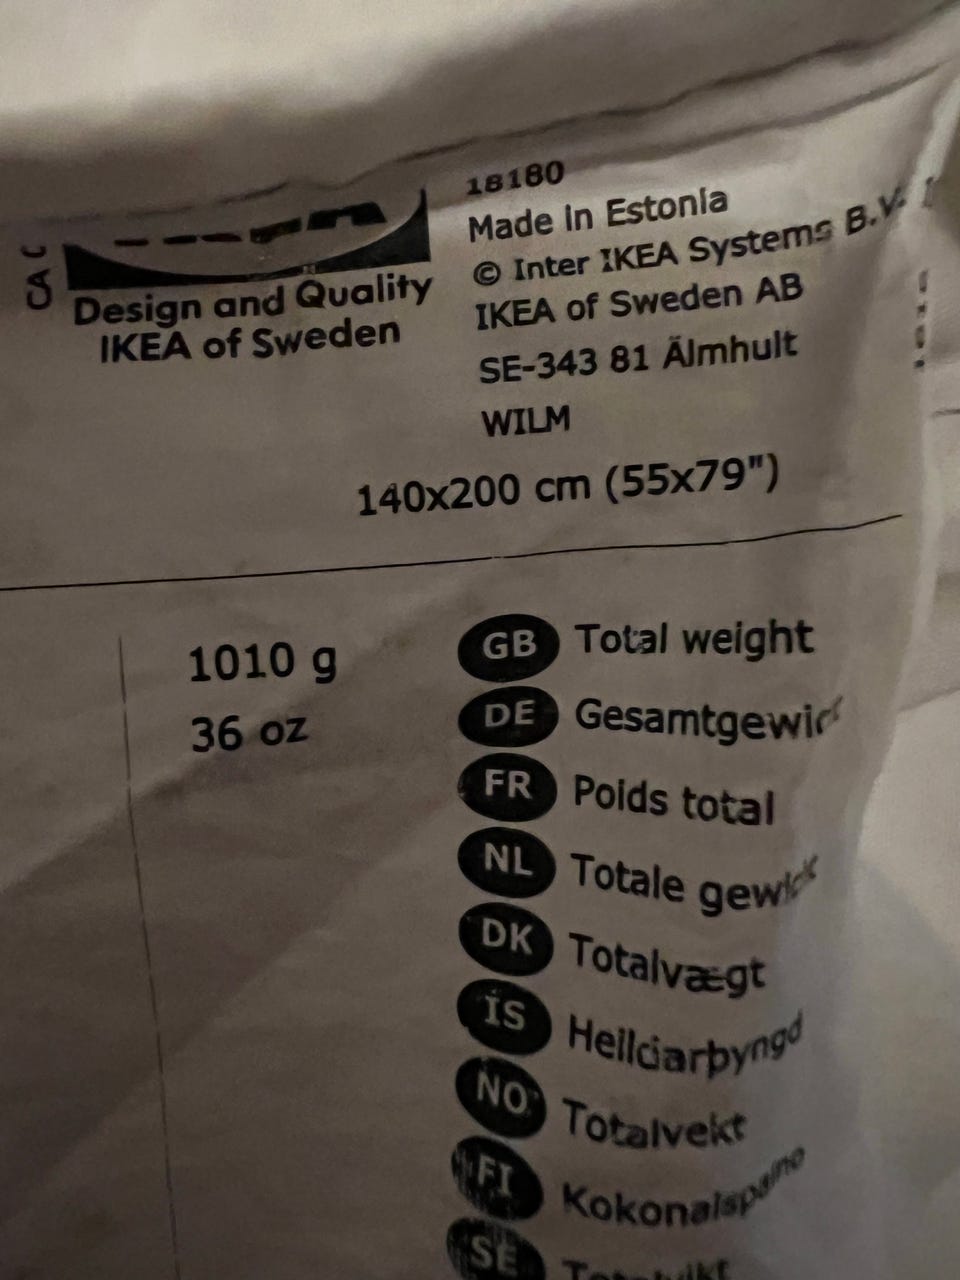 18180
Made in Estonia
© Inter IKEA Systems B.V.
IKEA of Sweden AB
SE-343 81 Älmhult
WILM
Design and Quality
IKEA of Sweden
140x200 cm (55x79")
1010 g
36 oz
GB Total weight
DE
FR Poids total
NL Totale
DK Totalvægt
IS Heildarþyngd
NO Totalvekt
FI Kokonaispaino
SE